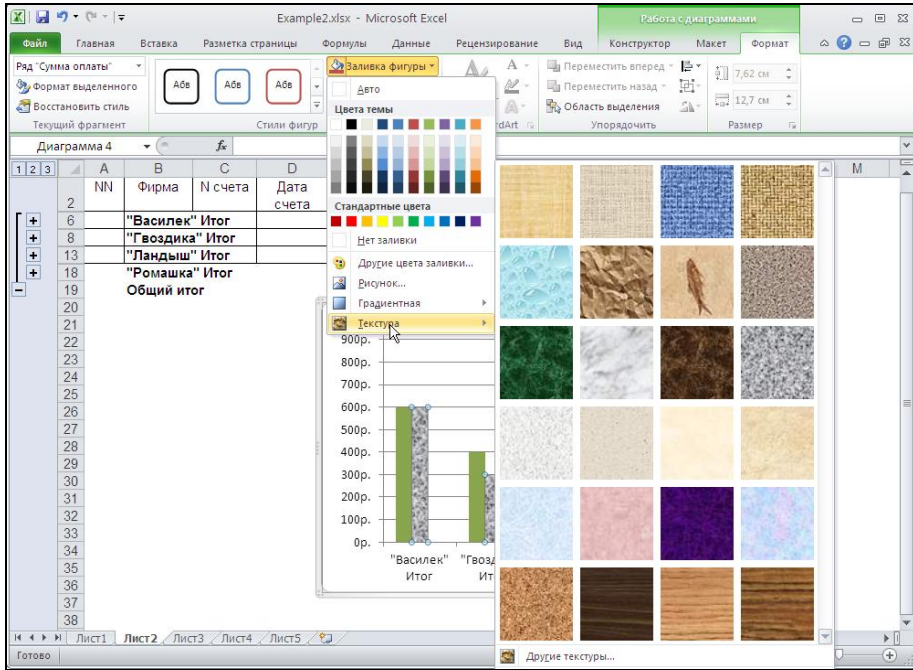 Example2.xlsx - Microsoft Excel
Работа с диаграммами
Файл Главная Вставка Разметка страницы Формулы Данные Рецензирование Вид Конструктор Макет Формат
Ряд "Сумма оплаты"
Формат выделенного
Восстановить стиль
Текущий фрагмент
Абв Абв Абв
Стили фигур
Заливка фигуры
rdArt
Переместить вперед
Переместить назад
Область выделения
Упорядочить
7,62 см
12,7 см
Размер
Авто
Цвета темы
Стандартные цвета
Нет заливки
Другие цвета заливки...
Рисунок...
Градиентная
Текстура
Диаграмма 4 fx
1 2 3 A B C D M
2 NN Фирма N счета Дата счета
6 "Василек" Итог
8 "Гвоздика" Итог
13 "Ландыш" Итог
18 "Ромашка" Итог
19 Общий итог
20
21
22
23
24
25
26
27
28
29
30
31
32
33
34
35
36
37
38
900р.
800р.
700р.
600р.
500р.
400р.
300р.
200р.
100р.
0р.
"Василек" "Гвозд
Итог Ит
Другие текстуры...
Лист1 Лист2 Лист3 Лист4 Лист5
Готово